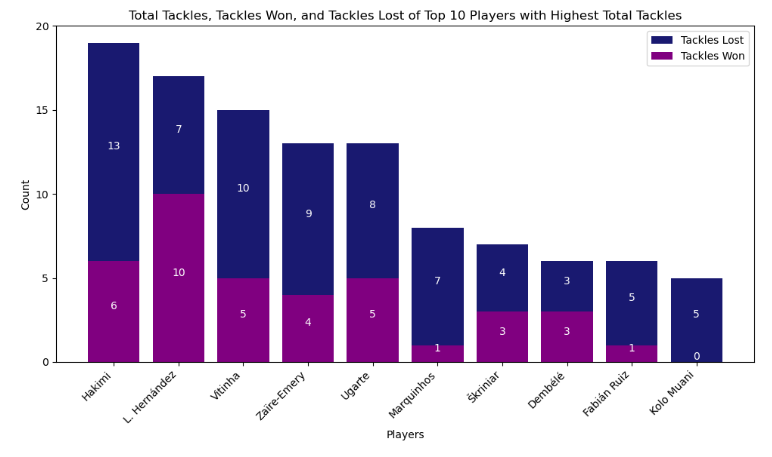 Total Tackles, Tackles Won, and Tackles Lost of Top 10 Players with Highest Total Tackles
Tackles Lost
Tackles Won
Count
20
15
10
5
0
13
7
10
9
8
7
4
3
5
5
6
10
5
4
5
1
3
3
1
0
Hakimi
L. Hernández
Vitinha
Zaïre-Emery
Ugarte
Marquinhos
Škriniar
Dembélé
Fabián Ruiz
Kolo Muani
Players